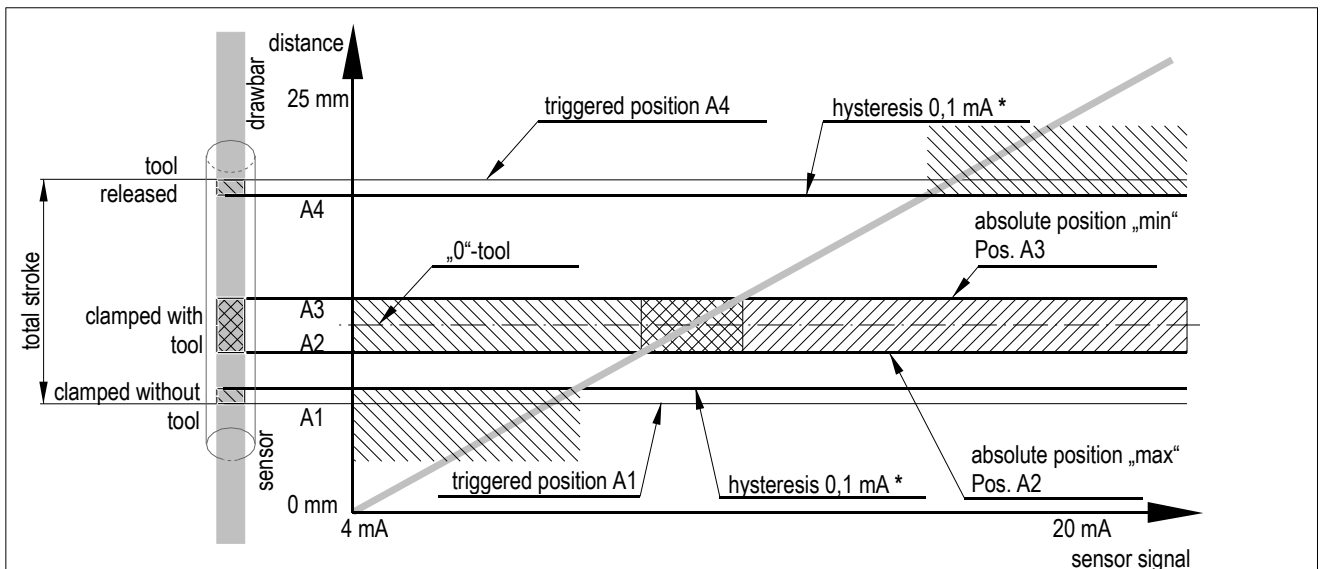 distance
25 mm
drawbar
triggered position A4
hysteresis 0,1 mA *
tool
released
A4
absolute position „min“
Pos. A3
„0“-tool
total stroke
A3
clamped with
tool
A2
clamped without
tool
A1
sensor
triggered position A1
hysteresis 0,1 mA *
absolute position „max“
Pos. A2
0 mm
4 mA
20 mA
sensor signal